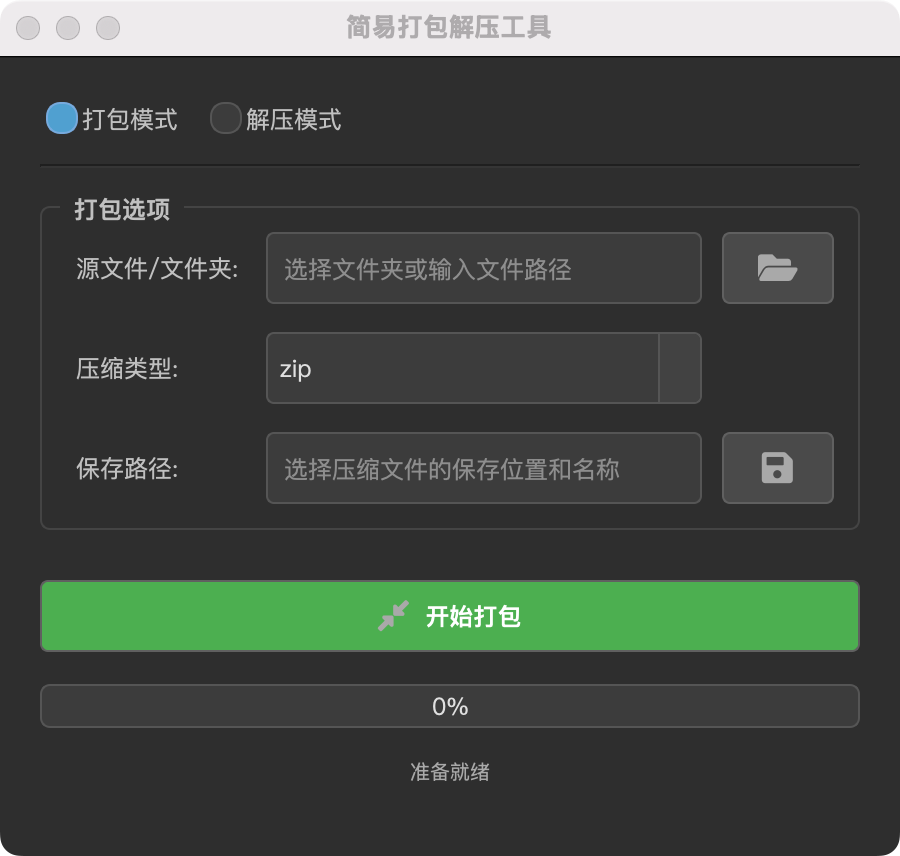 简易打包解压工具
打包模式 解压模式
打包选项
源文件/文件夹: 选择文件夹或输入文件路径
压缩类型: zip
保存路径: 选择压缩文件的保存位置和名称
开始打包
0%
准备就绪